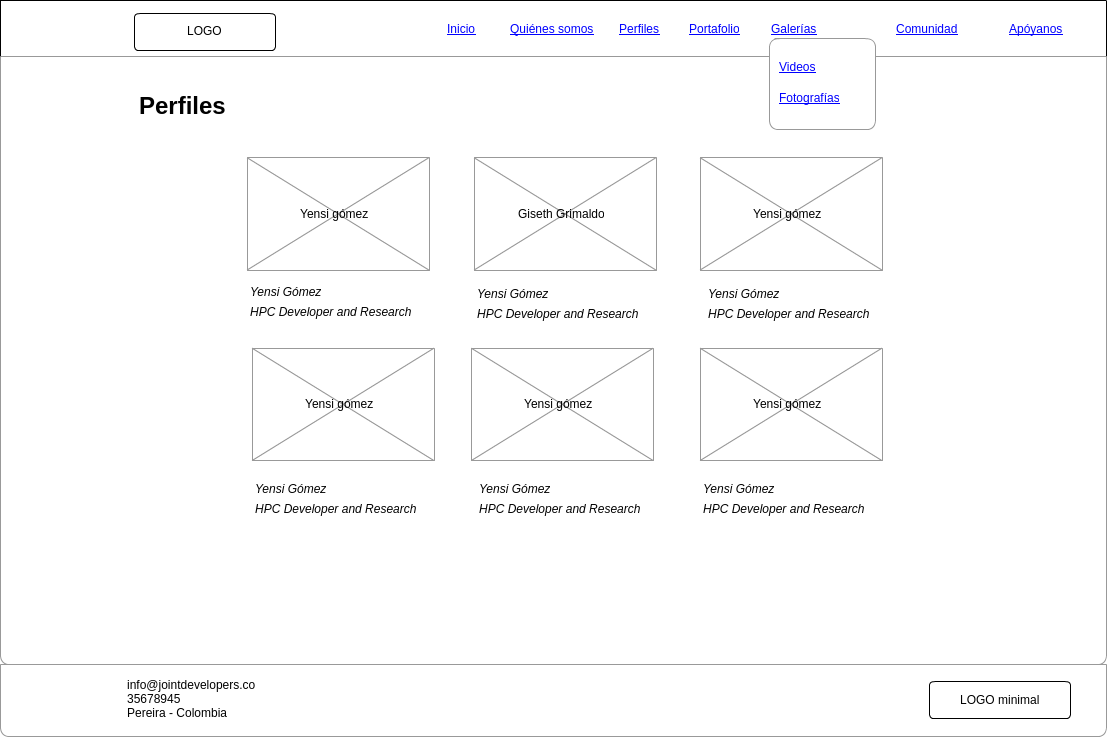 LOGO
Inicio
Quiénes somos
Perfiles
Portafolio
Galerías
Comunidad
Apóyanos
Videos
Fotografías
Perfiles
Yensi gómez
Giseth Grimaldo
Yensi gómez
Yensi Gómez
HPC Developer and Research
Yensi Gómez
HPC Developer and Research
Yensi Gómez
HPC Developer and Research
Yensi gómez
Yensi gómez
Yensi gómez
Yensi Gómez
HPC Developer and Research
Yensi Gómez
HPC Developer and Research
Yensi Gómez
HPC Developer and Research
info@jointdevelopers.co
35678945
Pereira - Colombia
LOGO minimal